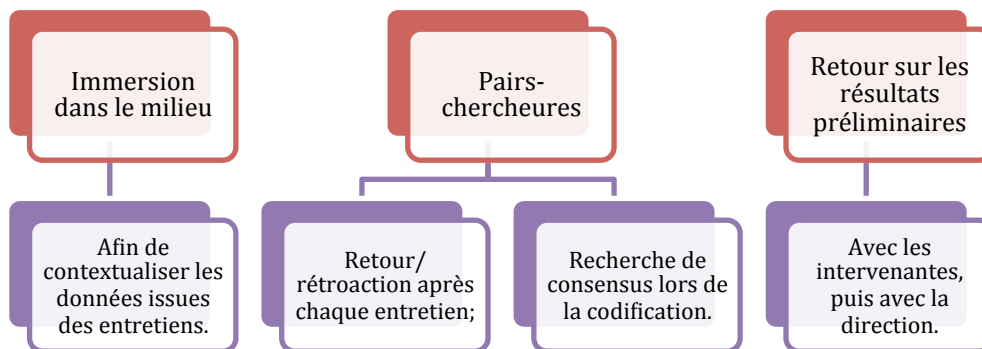 Immersion
dans le milieu
Pairs-
chercheures
Retour sur les
résultats
préliminaires
Afin de
contextualiser les
données issues
des entretiens.
Retour/
rétroaction après
chaque entretien;
Recherche de
consensus lors de
la codification.
Avec les
intervenantes,
puis avec la
direction.